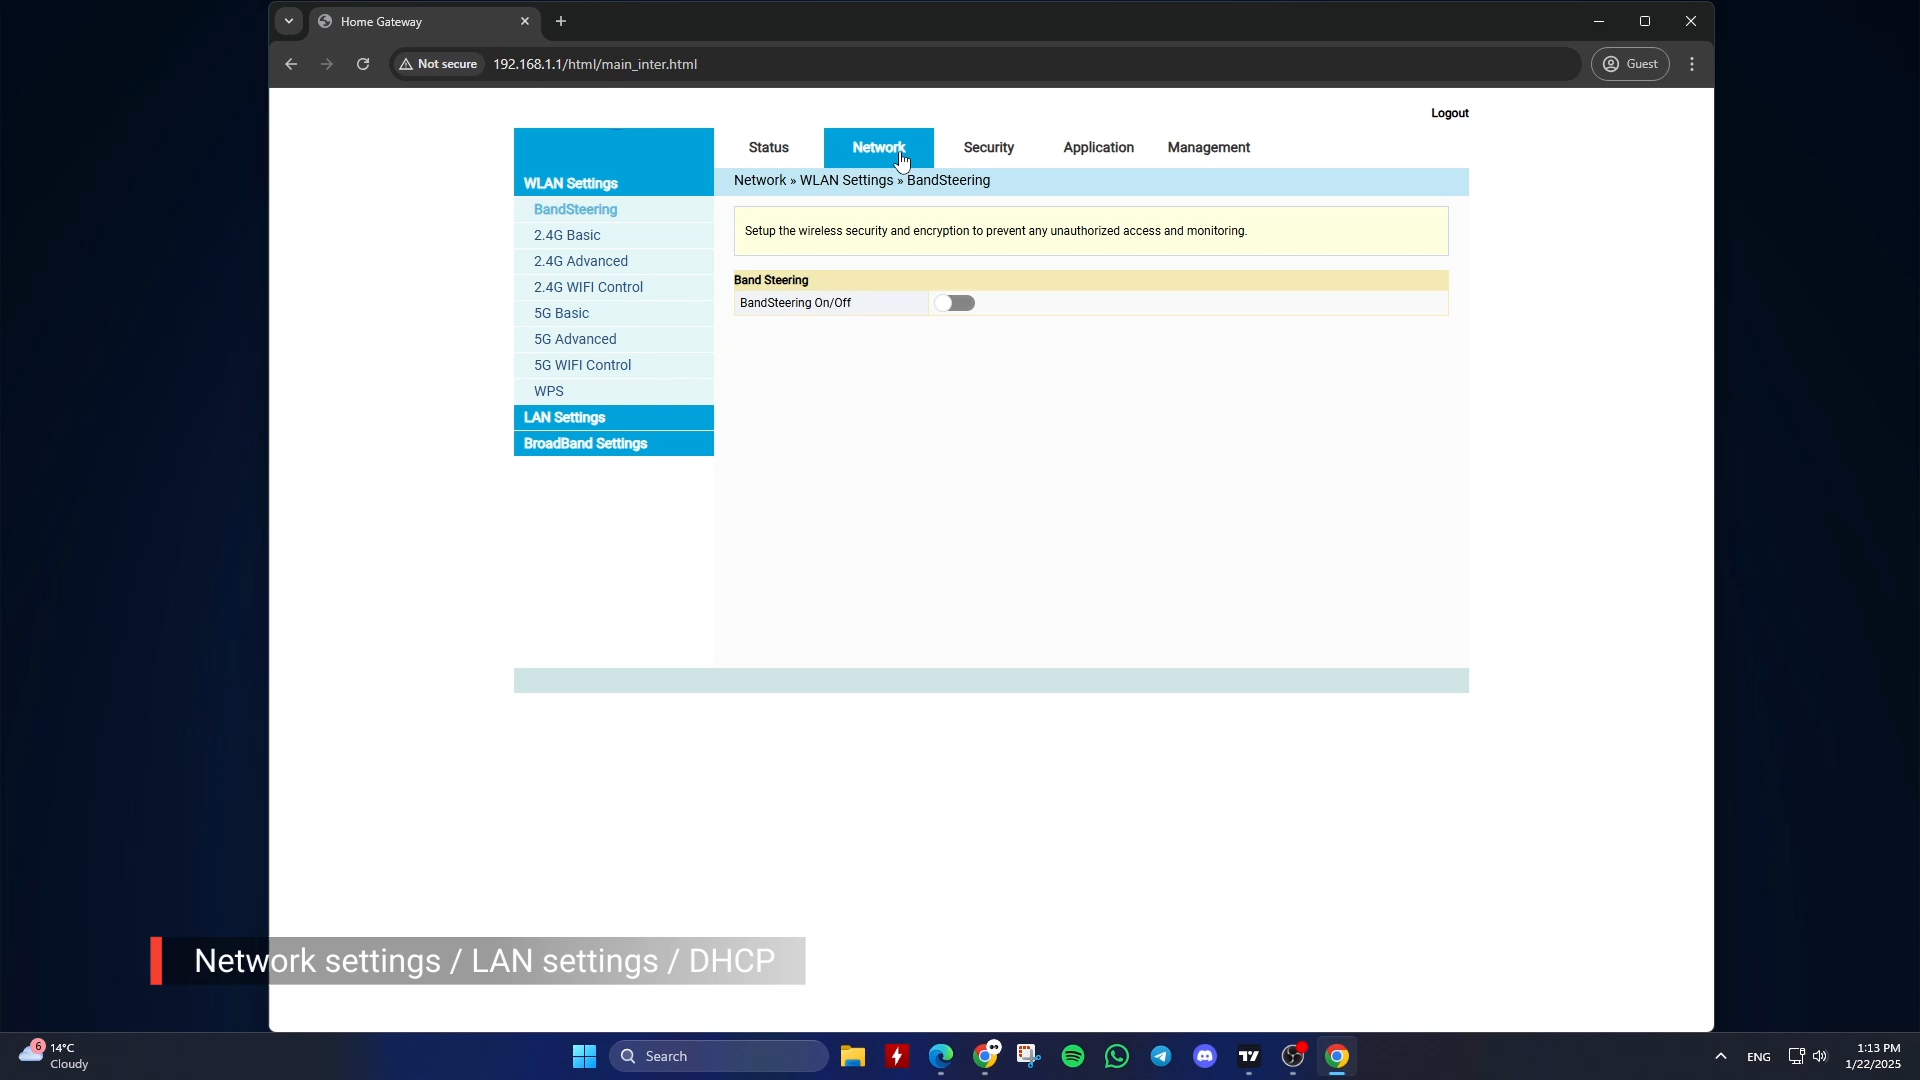 Home Gateway
Not secure
192.168.1.1/html/main_inter.html
Guest
Logout
Status
Network
Security
Application
Management
WLAN Settings
Network » WLAN Settings » BandSteering
BandSteering
2.4G Basic
2.4G Advanced
2.4G WIFI Control
5G Basic
5G Advanced
5G WIFI Control
WPS
LAN Settings
BroadBand Settings
Setup the wireless security and encryption to prevent any unauthorized access and monitoring.
Band Steering
BandSteering On/Off
Network settings / LAN settings / DHCP
6
14°C
Cloudy
Search
ENG
1:13 PM
1/22/2025